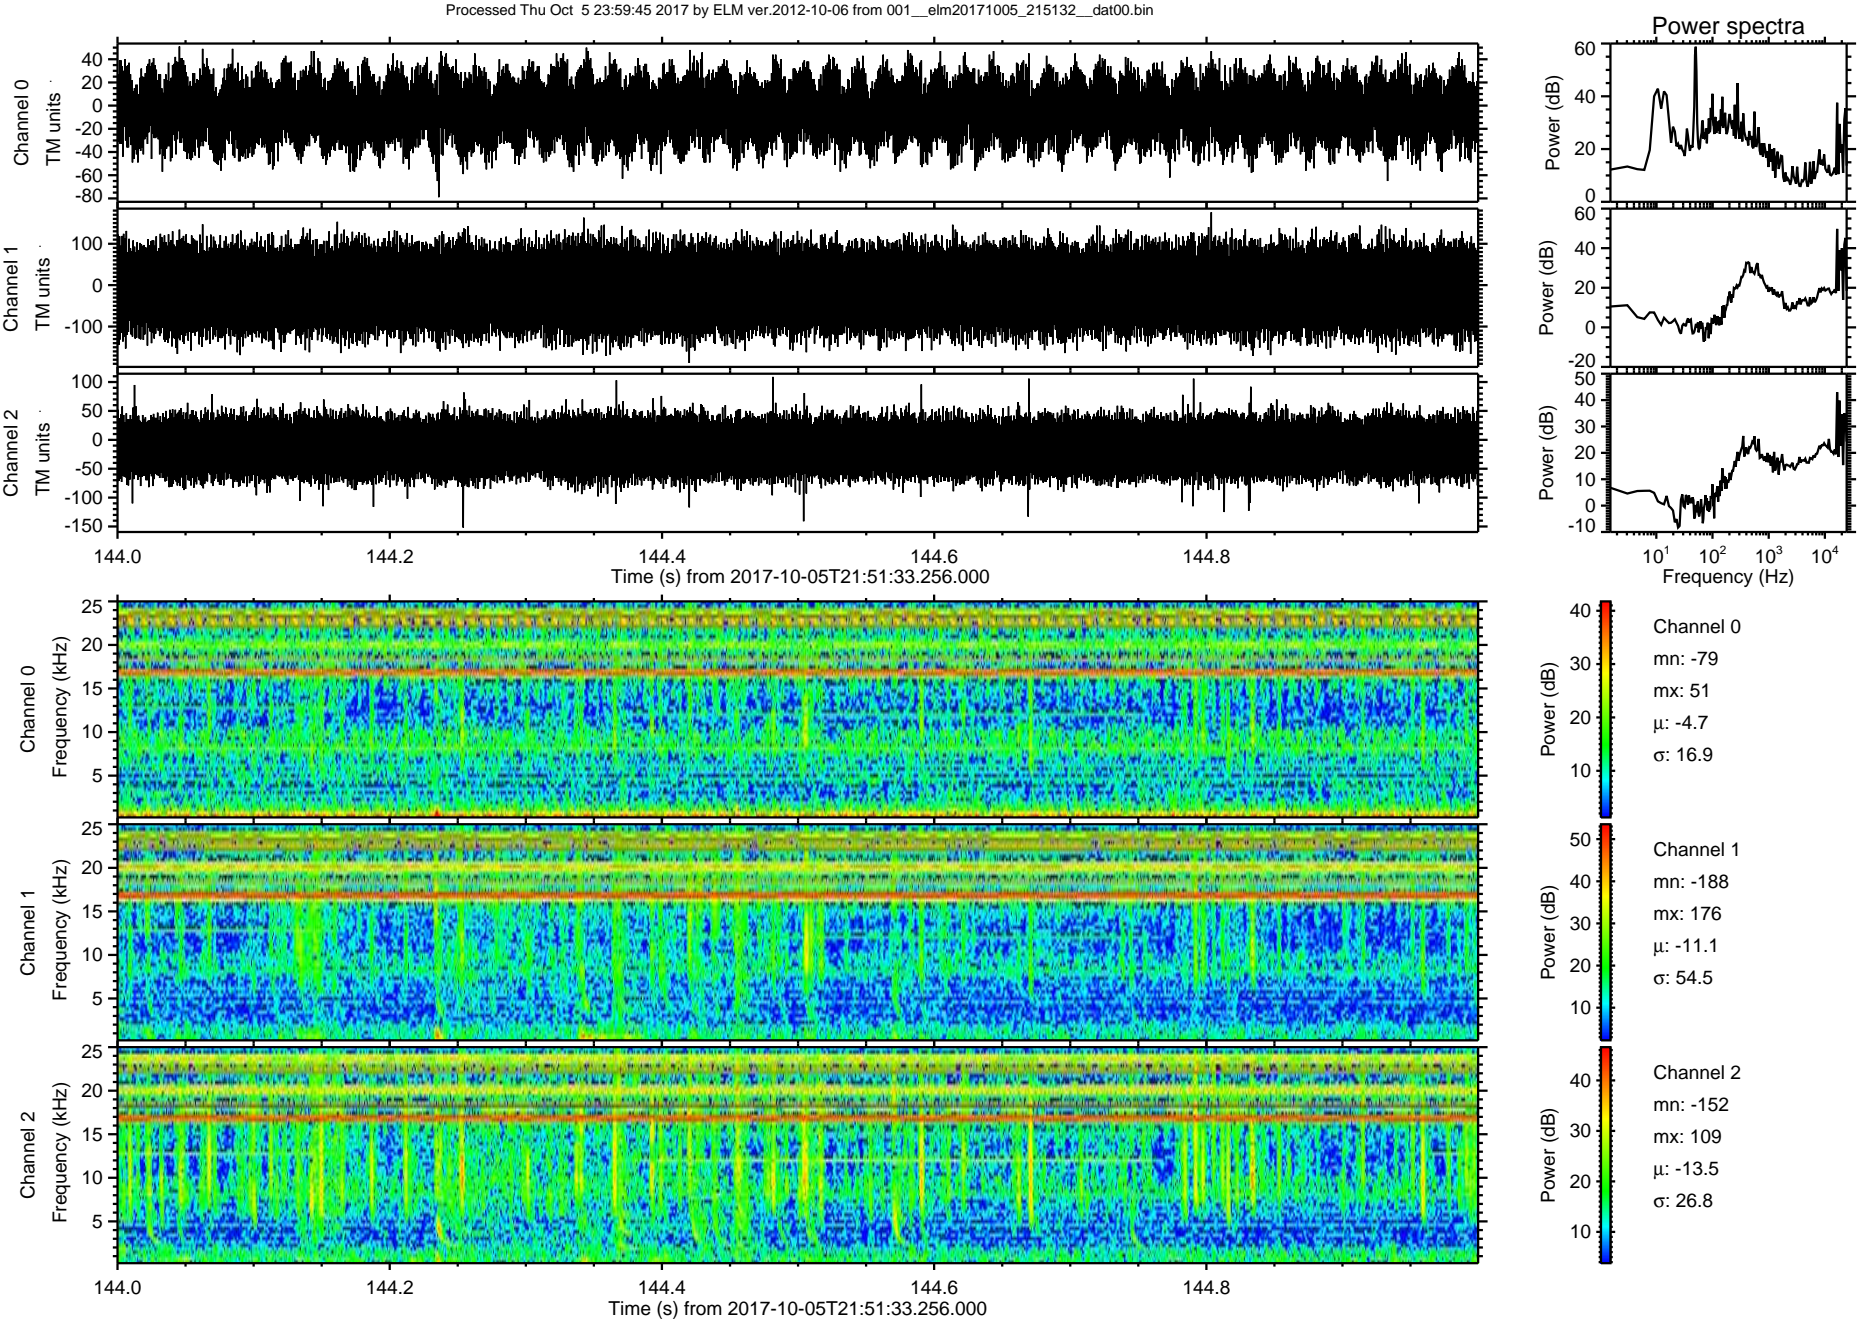 Processed Thu Oct  5 23:59:45 2017 by ELM ver.2012-10-06 from 001__elm20171005_215132__dat00.bin
Power spectra
Channel 0
TM units
40
20
0
-20
-40
-60
-80
Power (dB)
60
40
20
0
Channel 1
TM units
100
0
-100
Power (dB)
60
40
20
0
-20
Channel 2
TM units
100
50
0
-50
-100
-150
Power (dB)
50
40
30
20
10
0
-10
144.0 144.2 144.4 144.6 144.8
Time (s) from 2017-10-05T21:51:33.256.000
10^1 10^2 10^3 10^4
Frequency (Hz)
Channel 0
Frequency (kHz)
25
20
15
10
5
Power (dB)
40
30
20
10
Channel 0
mn: -79
mx: 51
μ: -4.7
σ: 16.9
Channel 1
Frequency (kHz)
25
20
15
10
5
Power (dB)
50
40
30
20
10
Channel 1
mn: -188
mx: 176
μ: -11.1
σ: 54.5
Channel 2
Frequency (kHz)
25
20
15
10
5
Power (dB)
40
30
20
10
Channel 2
mn: -152
mx: 109
μ: -13.5
σ: 26.8
144.0 144.2 144.4 144.6 144.8
Time (s) from 2017-10-05T21:51:33.256.000